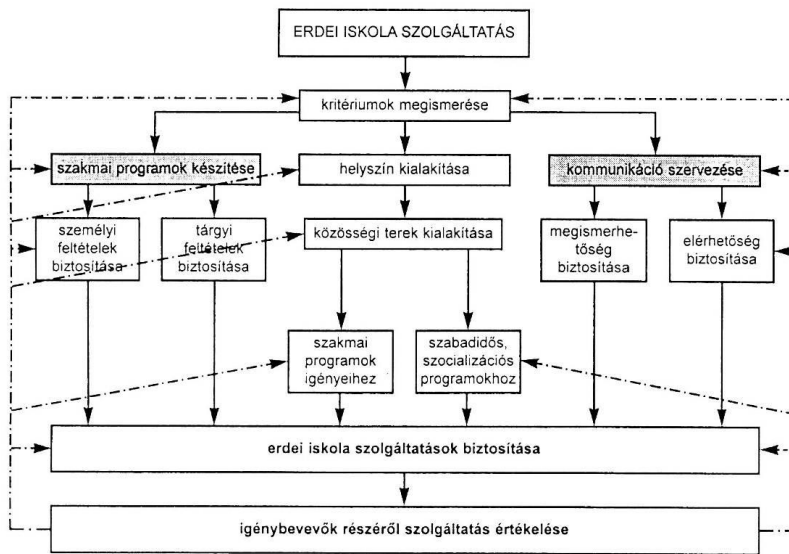 ERDEI ISKOLA SZOLGÁLTATÁS
kritériumok megismerése
szakmai programok készítése
helyszín kialakítása
kommunikáció szervezése
személyi
feltételek
biztosítása
tárgyi
feltételek
biztosítása
közösségi terek kialakítása
megismerhe-
tőség
biztosítása
elérhetőség
biztosítása
szakmai
programok
igényeihez
szabadidős,
szocializációs
programokhoz
erdei iskola szolgáltatások biztosítása
igénybevevők részéről szolgáltatás értékelése